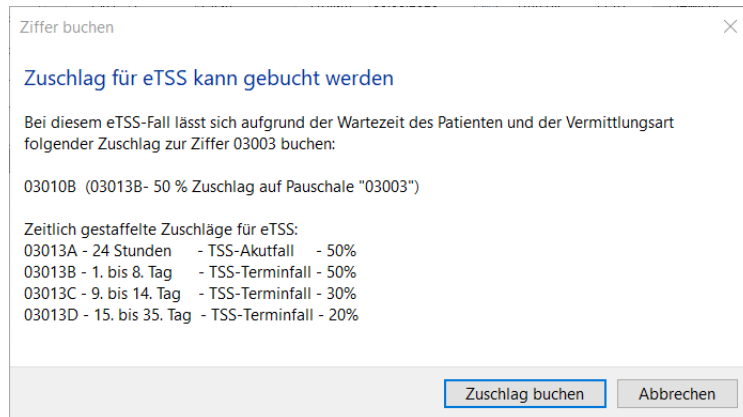 Ziffer buchen
Zuschlag für eTSS kann gebucht werden
Bei diesem eTSS-Fall lässt sich aufgrund der Wartezeit des Patienten und der Vermittlungsart
folgender Zuschlag zur Ziffer 03003 buchen:
03010B (03013B- 50 % Zuschlag auf Pauschale "03003")
Zeitlich gestaffelte Zuschläge für eTSS:
03013A - 24 Stunden - TSS-Akutfall - 50%
03013B - 1. bis 8. Tag - TSS-Terminfall - 50%
03013C - 9. bis 14. Tag - TSS-Terminfall - 30%
03013D - 15. bis 35. Tag - TSS-Terminfall - 20%
Zuschlag buchen Abbrechen